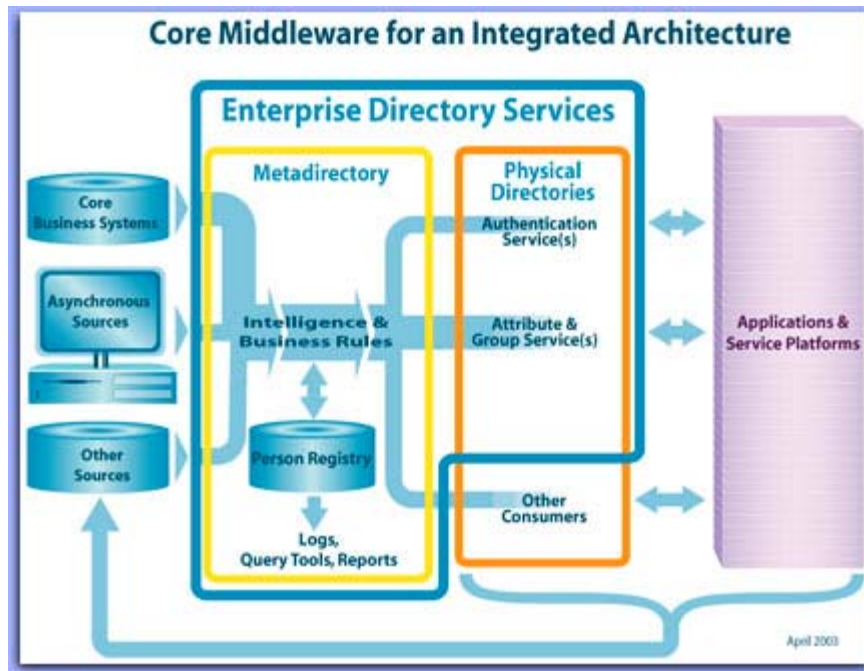 Core Middleware for an Integrated Architecture
Enterprise Directory Services
Metadirectory
Physical
Directories
Core
Business Systems
Authentication
Service(s)
Asynchronous
Sources
Intelligence &
Business Rules
Attribute &
Group Service(s)
Applications &
Service Platforms
Other
Sources
Person Registry
Other
Consumers
Logs,
Query Tools, Reports
April 2003